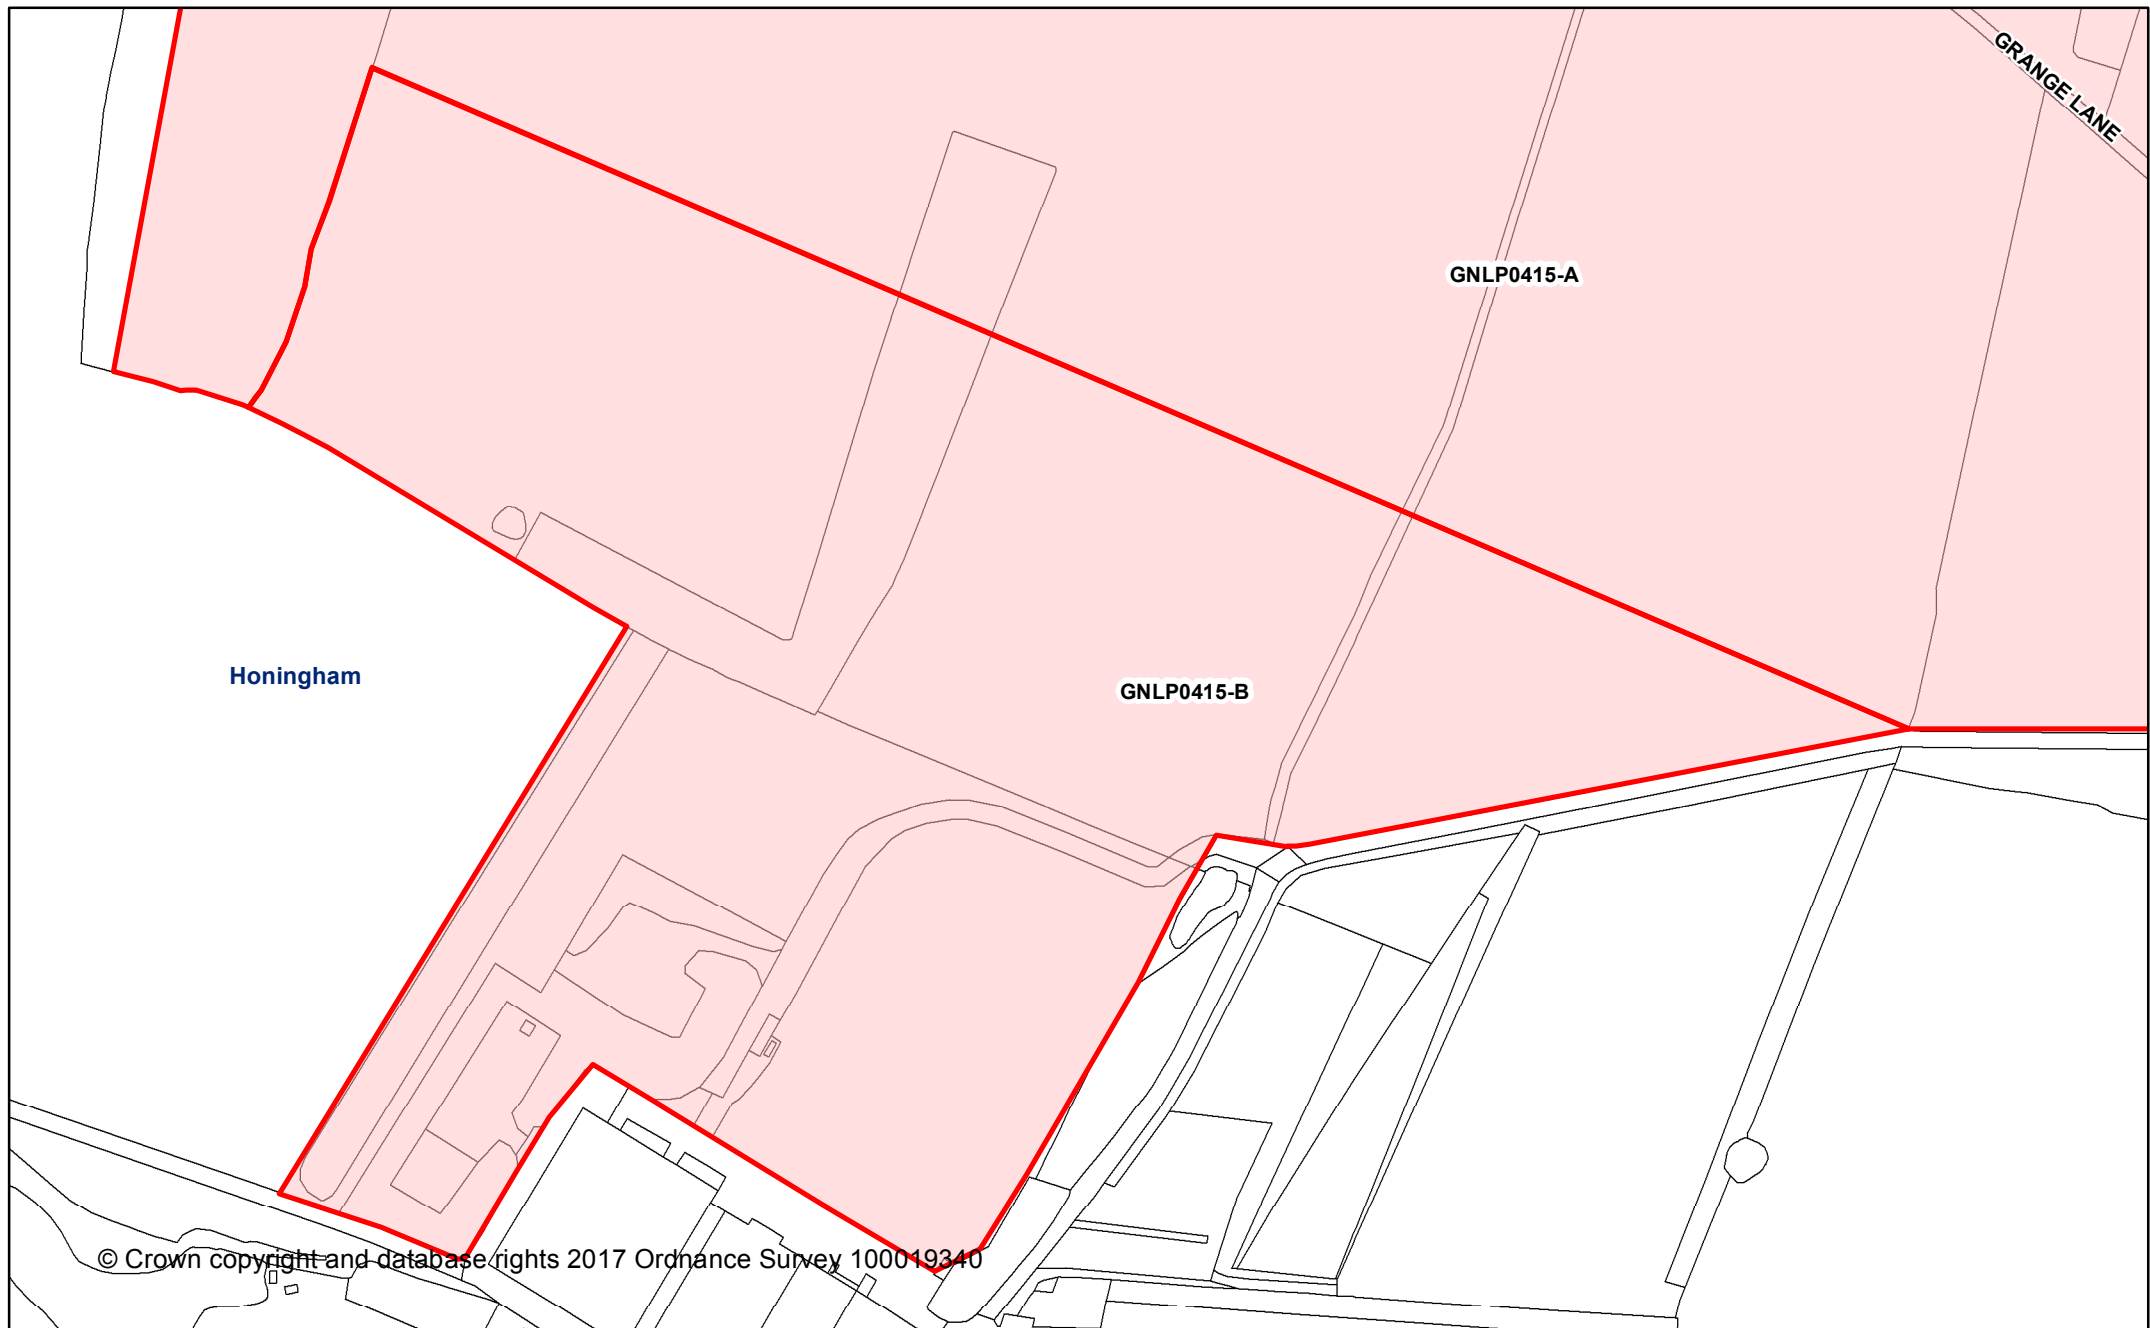 GRANGE LANE
GNLP0415-A
Honingham
GNLP0415-B
© Crown copyright and database rights 2017 Ordnance Survey 100019340